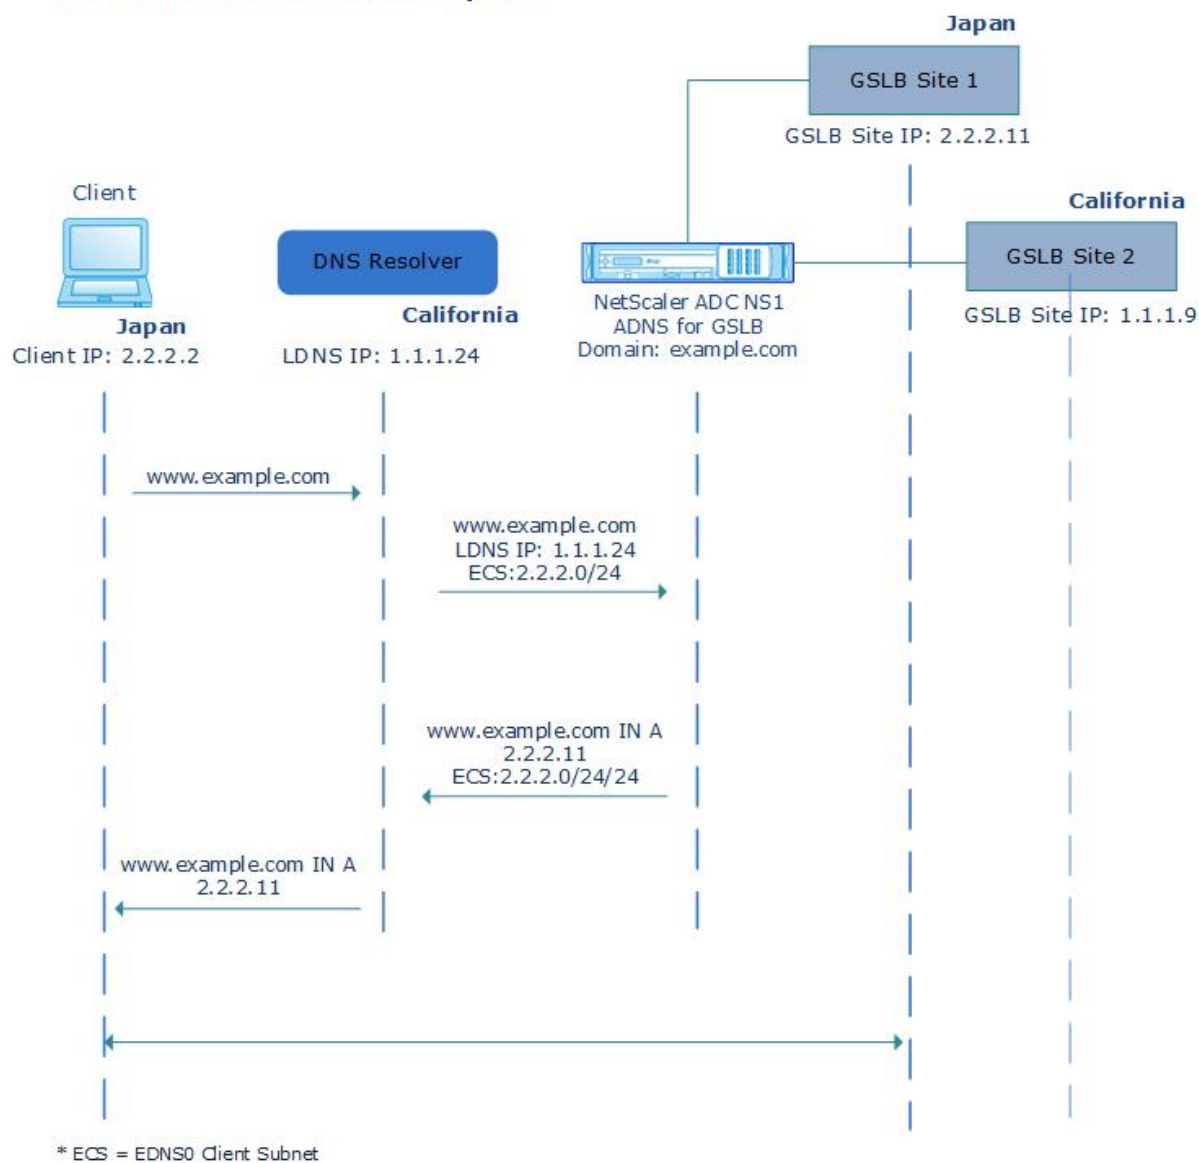 Japan
GSLB Site 1
GSLB Site IP: 2.2.2.11
California
GSLB Site 2
GSLB Site IP: 1.1.1.9
Client
Japan
Client IP: 2.2.2.2
DNS Resolver
California
LDNS IP: 1.1.1.24
NetScaler ADC NS1
ADNS for GSLB
Domain: example.com
www.example.com
www.example.com
LDNS IP: 1.1.1.24
ECS:2.2.2.0/24
www.example.com IN A
2.2.2.11
ECS:2.2.2.0/24/24
www.example.com IN A
2.2.2.11
* ECS = EDNS0 Client Subnet